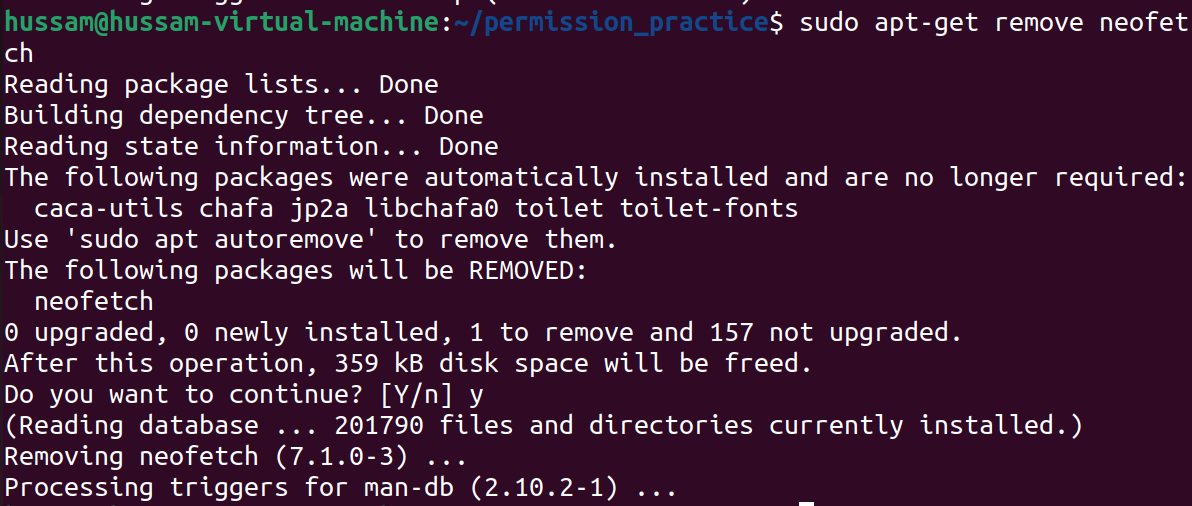 hussam@hussam-virtual-machine:~/permission_practice$ sudo apt-get remove neofet
ch
Reading package lists... Done
Building dependency tree... Done
Reading state information... Done
The following packages were automatically installed and are no longer required:
  caca-utils chafa jp2a libchafa0 toilet toilet-fonts
Use 'sudo apt autoremove' to remove them.
The following packages will be REMOVED:
  neofetch
0 upgraded, 0 newly installed, 1 to remove and 157 not upgraded.
After this operation, 359 kB disk space will be freed.
Do you want to continue? [Y/n] y
(Reading database ... 201790 files and directories currently installed.)
Removing neofetch (7.1.0-3) ...
Processing triggers for man-db (2.10.2-1) ...